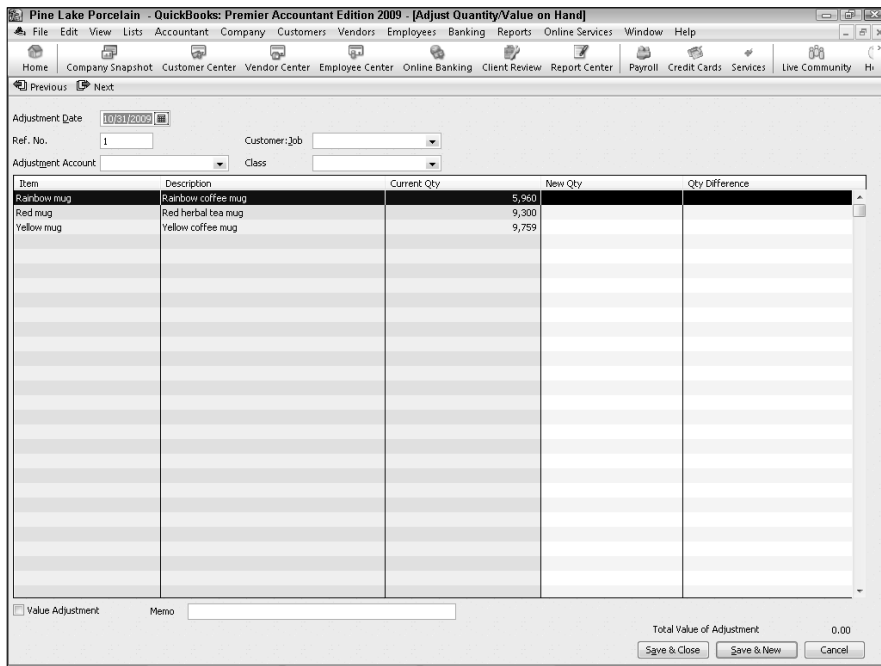 Pine Lake Porcelain - QuickBooks: Premier Accountant Edition 2009 - [Adjust Quantity/Value on Hand]
File Edit View Lists Accountant Company Customers Vendors Employees Banking Reports Online Services Window Help
Home Company Snapshot Customer Center Vendor Center Employee Center Online Banking Client Review Report Center Payroll Credit Cards Services Live Community
Previous Next
Adjustment Date 10/31/2009
Ref. No. 1 Customer:Job
Adjustment Account Class
Item Description Current Qty New Qty Qty Difference
Rainbow mug Rainbow coffee mug 5,960
Red mug Red herbal tea mug 9,300
Yellow mug Yellow coffee mug 9,759
Value Adjustment Memo
Total Value of Adjustment 0.00
Save & Close Save & New Cancel